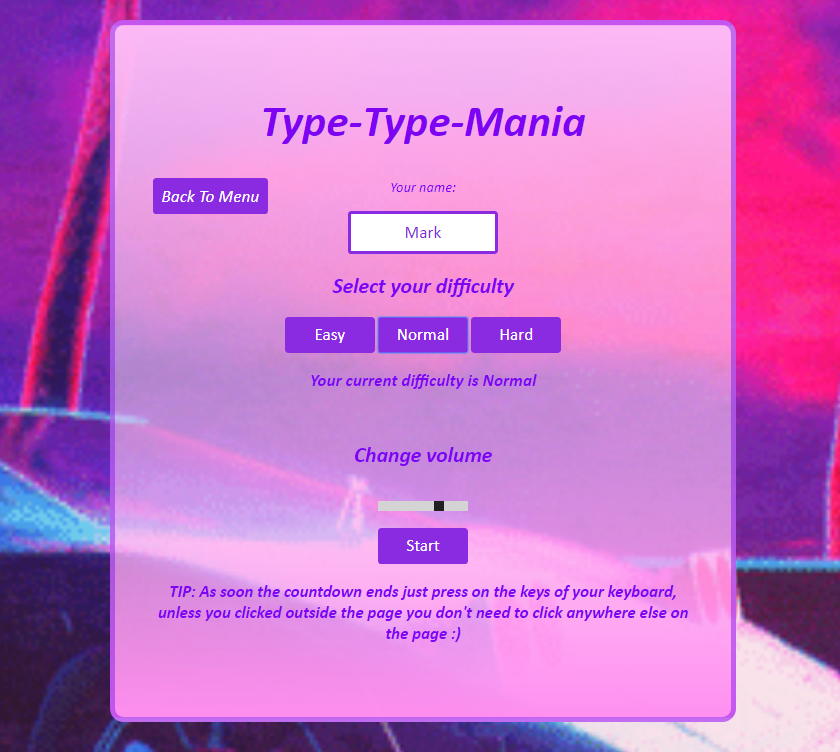 Type-Type-Mania
Back To Menu
Your name:
Mark
Select your difficulty
Easy
Normal
Hard
Your current difficulty is Normal
Change volume
Start
TIP: As soon the countdown ends just press on the keys of your keyboard,
unless you clicked outside the page you don't need to click anywhere else on
the page :)